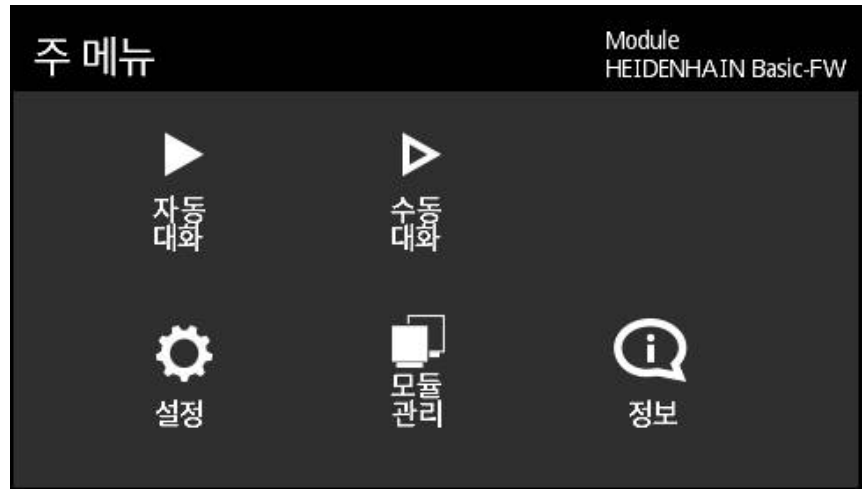 주 메뉴
Module
HEIDENHAIN Basic-FW
자동
대화
수동
대화
설정
모듈
관리
정보